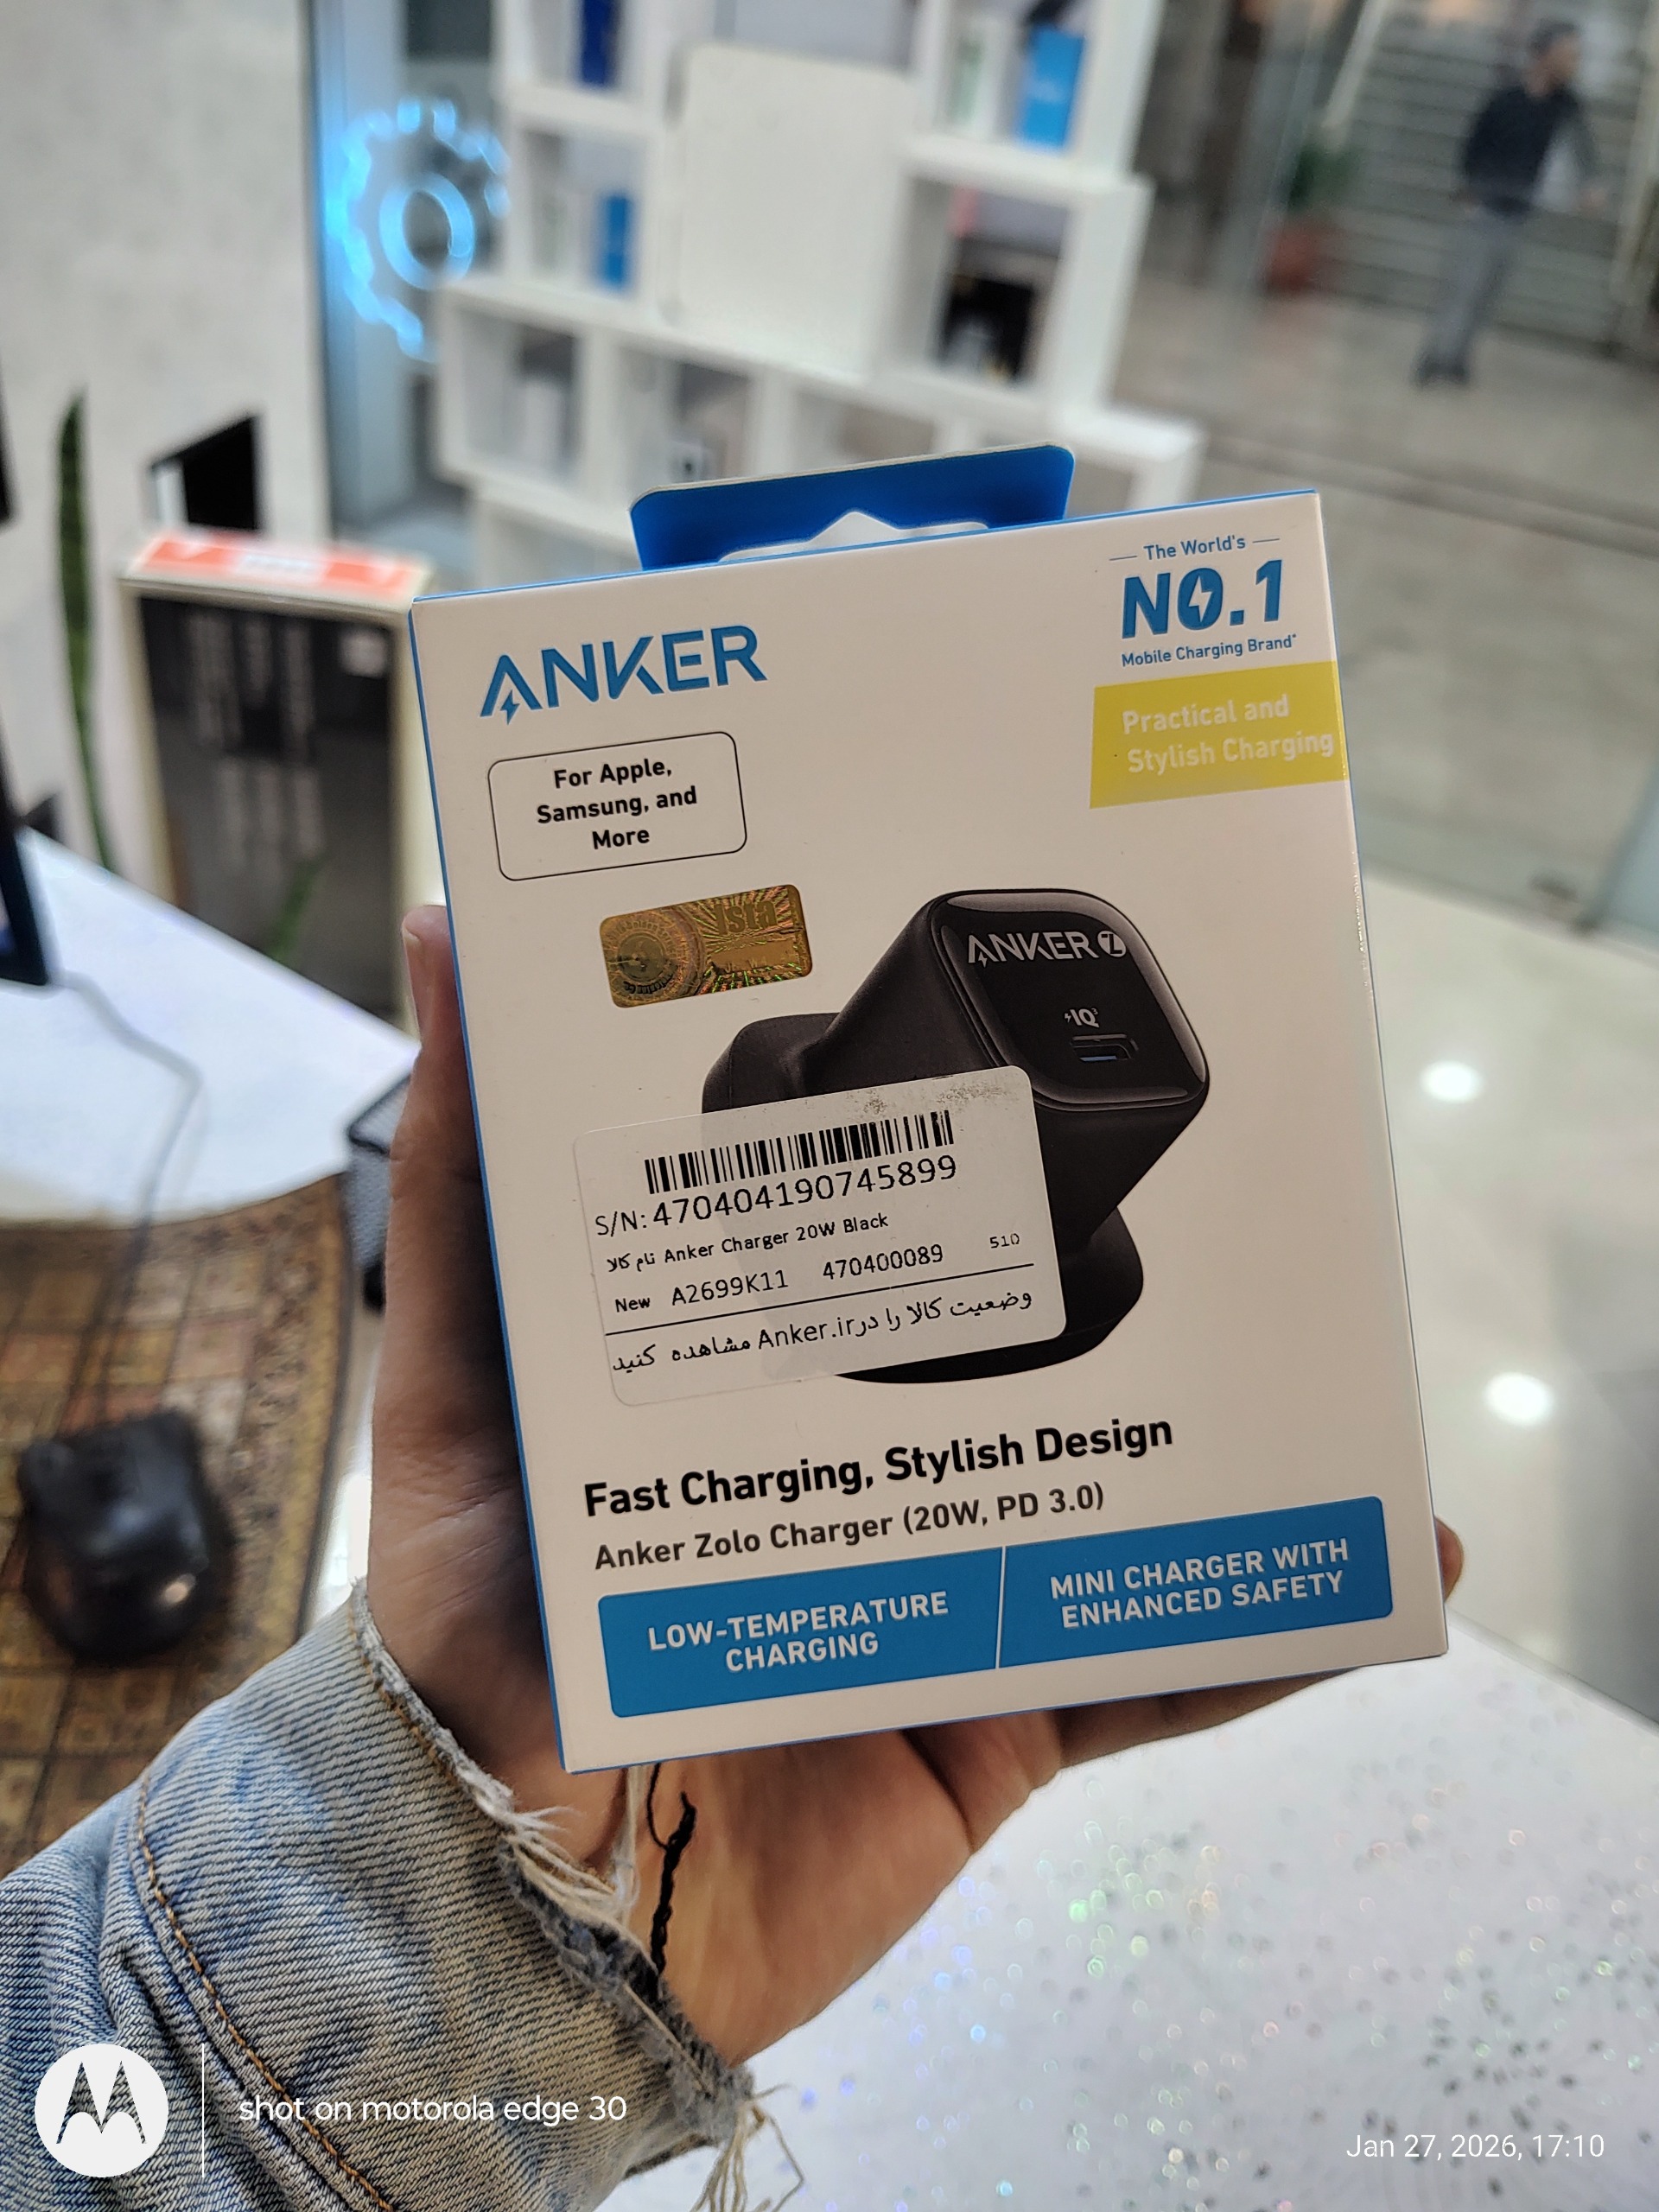 The World's
NO.1
Mobile Charging Brand*
ANKER
Practical and
Stylish Charging
For Apple,
Samsung, and
More
ista
ANKER Z
IQ³
S/N: 470404190745899
نام کالا Anker Charger 20W Black
New A2699K11 470400089 510
وضعیت کالا را در Anker.ir مشاهده کنید
Fast Charging, Stylish Design
Anker Zolo Charger (20W, PD 3.0)
LOW-TEMPERATURE
CHARGING
MINI CHARGER WITH
ENHANCED SAFETY
shot on motorola edge 30
Jan 27, 2026, 17:10